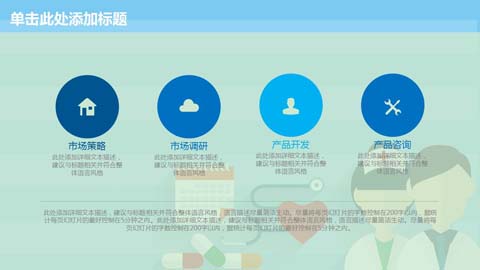 单击此处添加标题
市场策略
此处添加详细文本描述，
建议与标题相关并符合整
体语言风格
市场调研
此处添加详细文本描述，
建议与标题相关并符合整
体语言风格
产品开发
此处添加详细文本描述，
建议与标题相关并符合整
体语言风格
产品咨询
此处添加详细文本描述，
建议与标题相关并符合整
体语言风格
此处添加详细文本描述，建议与标题相关并符合整体语言风格，语言描述尽量简洁生动。尽量将每页幻灯片的字数控制在200字以内，据统
计每页幻灯片的最好控制在5分钟之内。此处添加详细文本描述，建议与标题相关并符合整体语言风格，语言描述尽量简洁生动。尽量将每
页幻灯片的字数控制在200字以内，据统计每页幻灯片的最好控制在5分钟之内。